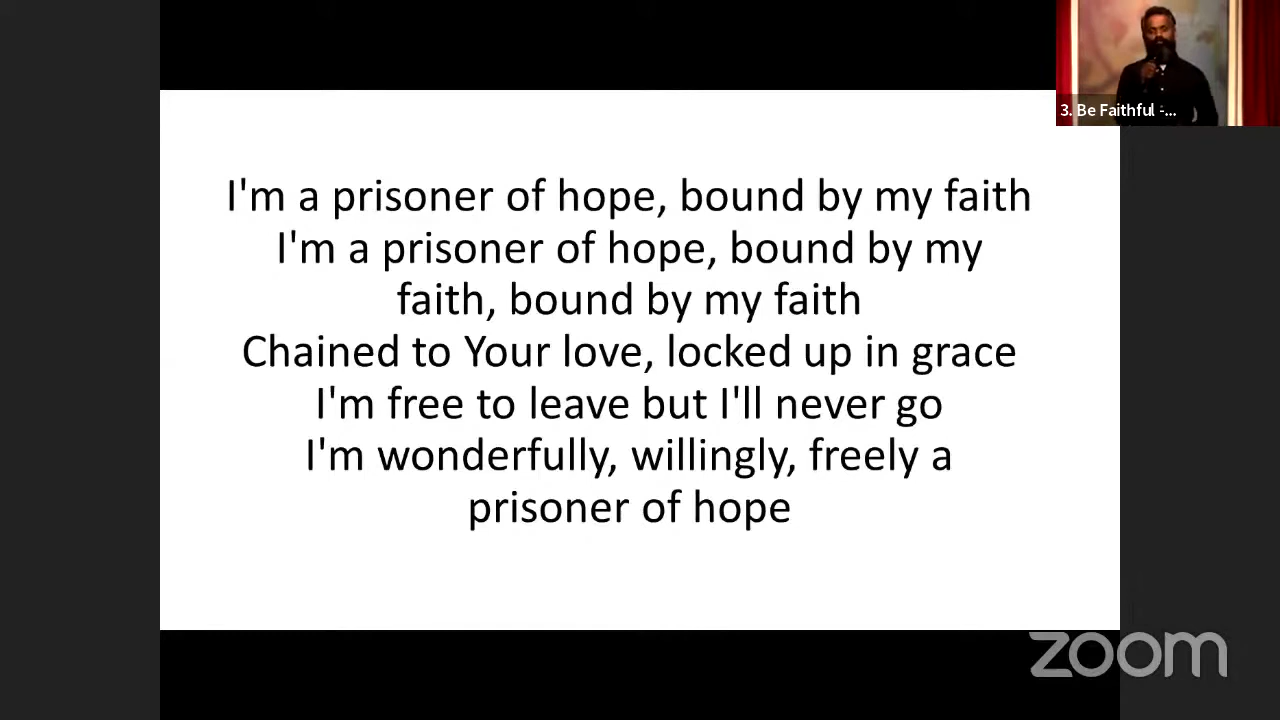 3. Be Faithful -...
I'm a prisoner of hope, bound by my faith
I'm a prisoner of hope, bound by my
faith, bound by my faith
Chained to Your love, locked up in grace
I'm free to leave but I'll never go
I'm wonderfully, willingly, freely a
prisoner of hope
zoom